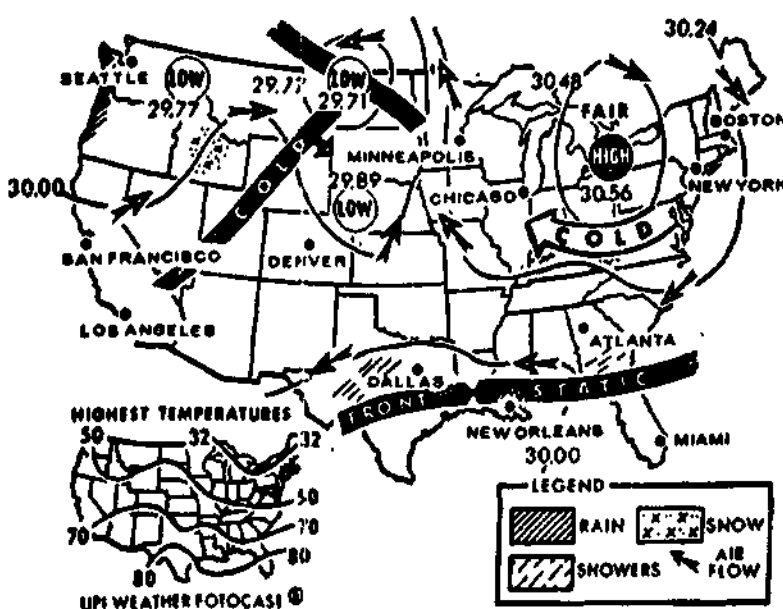 30.24
SEATTLE
LOW
29.77
29.77
LOW
29.71
30.48
FAIR
HIGH
30.56
BOSTON
NEW YORK
MINNEAPOLIS
CHICAGO
29.89
LOW
COLD
COLD
30.00
SAN FRANCISCO
DENVER
LOS ANGELES
ATLANTA
DALLAS
FRONT
STATIC
NEW ORLEANS
30.00
MIAMI
HIGHEST TEMPERATURES
50
32
32
50
70
70
80
80
UPI WEATHER FOTOCAST ®
LEGEND
RAIN
SNOW
SHOWERS
AIR
FLOW